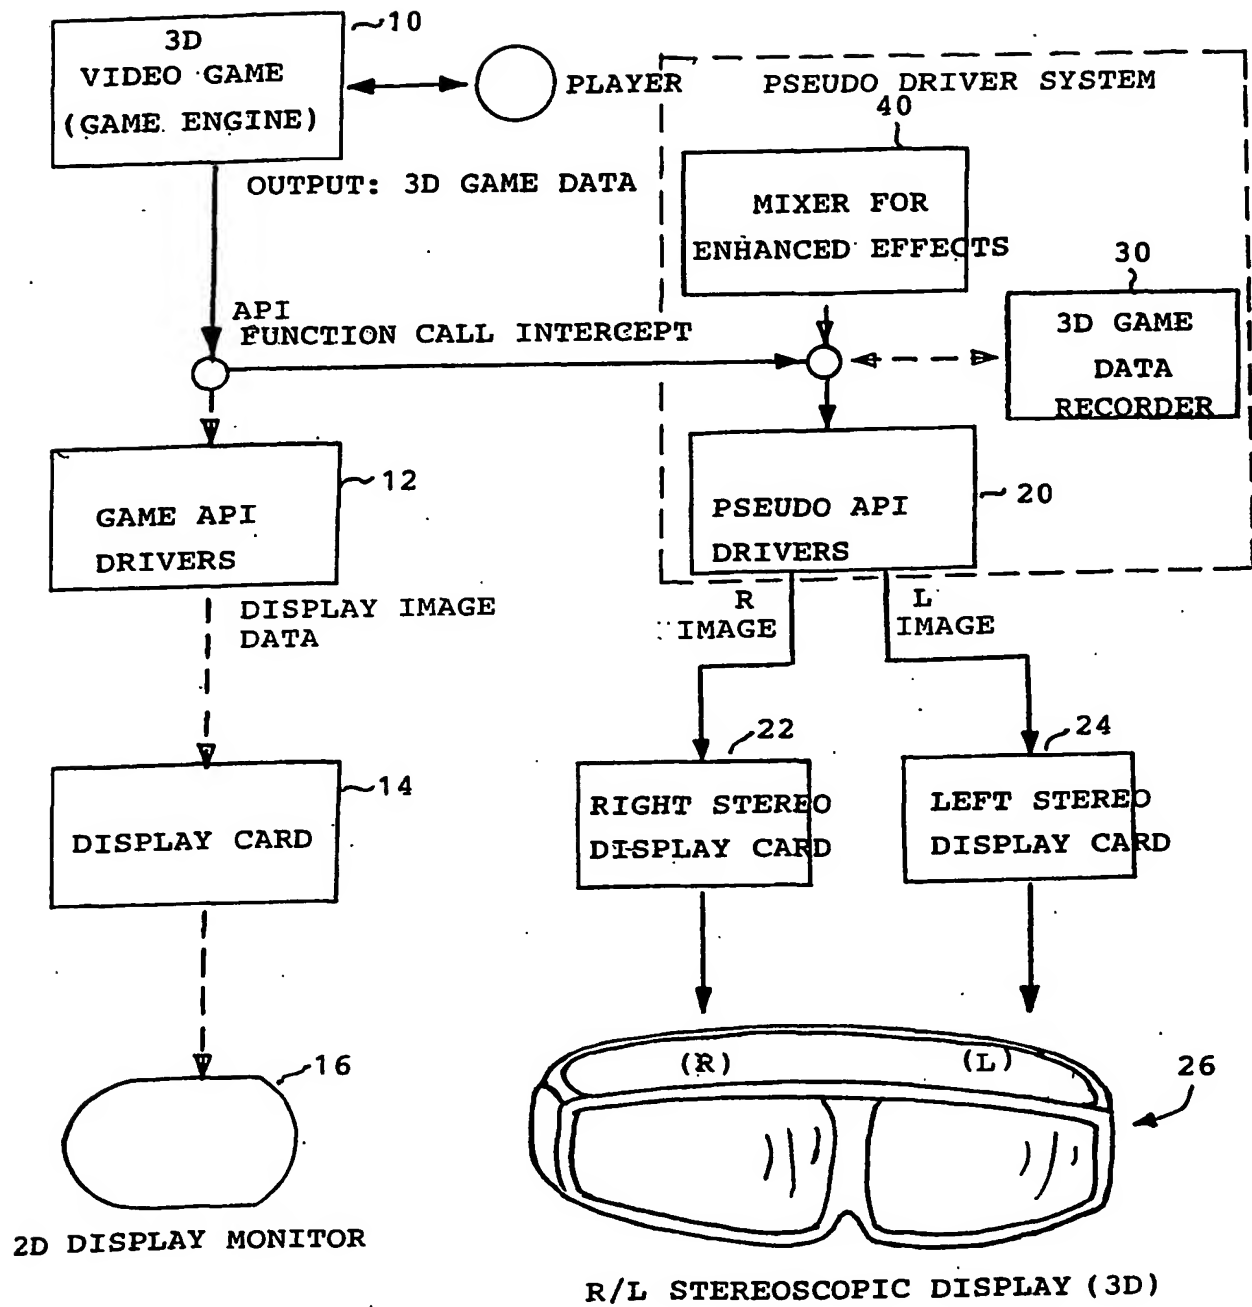 3D
VIDEO GAME
(GAME ENGINE)
10
PLAYER
OUTPUT: 3D GAME DATA
PSEUDO DRIVER SYSTEM
40
MIXER FOR
ENHANCED EFFECTS
30
3D GAME
DATA
RECORDER
API
FUNCTION CALL INTERCEPT
12
GAME API
DRIVERS
20
PSEUDO API
DRIVERS
DISPLAY IMAGE
DATA
R
IMAGE
L
IMAGE
14
DISPLAY CARD
22
RIGHT STEREO
DISPLAY CARD
24
LEFT STEREO
DISPLAY CARD
16
2D DISPLAY MONITOR
(R)
(L)
26
R/L STEREOSCOPIC DISPLAY (3D)